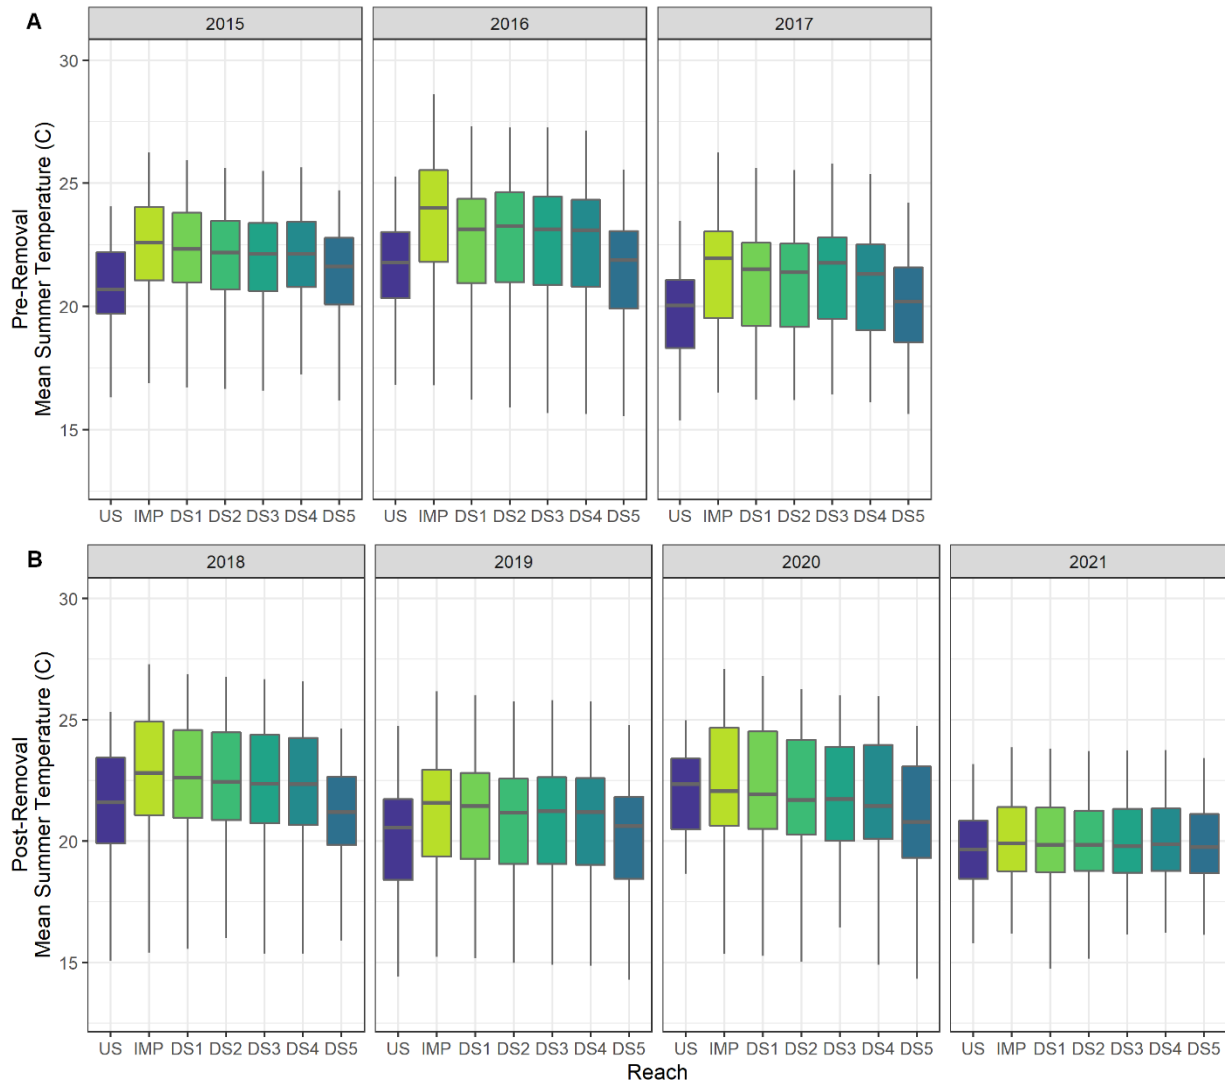 A
2015 2016 2017
Pre-Removal
Mean Summer Temperature (C)
30
25
20
15
US IMP DS1 DS2 DS3 DS4 DS5 US IMP DS1 DS2 DS3 DS4 DS5 US IMP DS1 DS2 DS3 DS4 DS5
B
2018 2019 2020 2021
Post-Removal
Mean Summer Temperature (C)
30
25
20
15
US IMP DS1 DS2 DS3 DS4 DS5 US IMP DS1 DS2 DS3 DS4 DS5 US IMP DS1 DS2 DS3 DS4 DS5 US IMP DS1 DS2 DS3 DS4 DS5
Reach